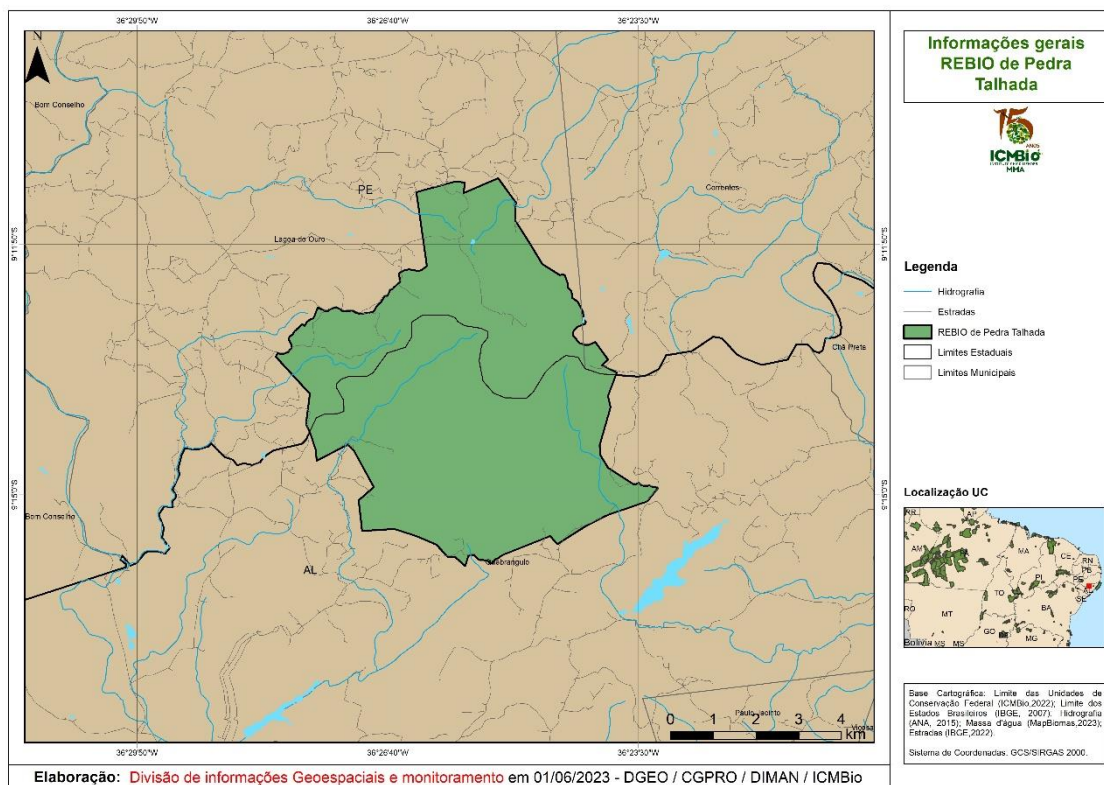 36°29'50"W
36°26'40"W
36°23'30"W
N
Bom Conselho
PE
Correntes
Lagoa do Ouro
9°11'50"S
9°11'50"S
Chã Preta
Bom Conselho
9°15'0"S
9°15'0"S
AL
Quebrangulo
Paulo Jacinto
Viçosa
0 1 2 3 4
km
36°29'50"W
36°26'40"W
36°23'30"W
Informações gerais
REBIO de Pedra
Talhada
15
ANOS
ICMBio
MMA
Legenda
Hidrografia
Estradas
REBIO de Pedra Talhada
Limites Estaduais
Limites Municipais
Localização UC
RR
AP
AM
MA
CE
RN
PB
PE
PI
AL
SE
TO
BA
RO
MT
GO
MG
Bolivia
MS
MS
Base Cartográfica: Limite das Unidades de
Conservação Federal (ICMBio,2022); Limite dos
Estados Brasileiros (IBGE, 2007); Hidrografia
(ANA, 2015); Massa d'água (MapBiomas,2023);
Estradas (IBGE,2022).
Sistema de Coordenadas. GCS/SIRGAS 2000.
Elaboração: Divisão de informações Geoespaciais e monitoramento em 01/06/2023 - DGEO / CGPRO / DIMAN / ICMBio